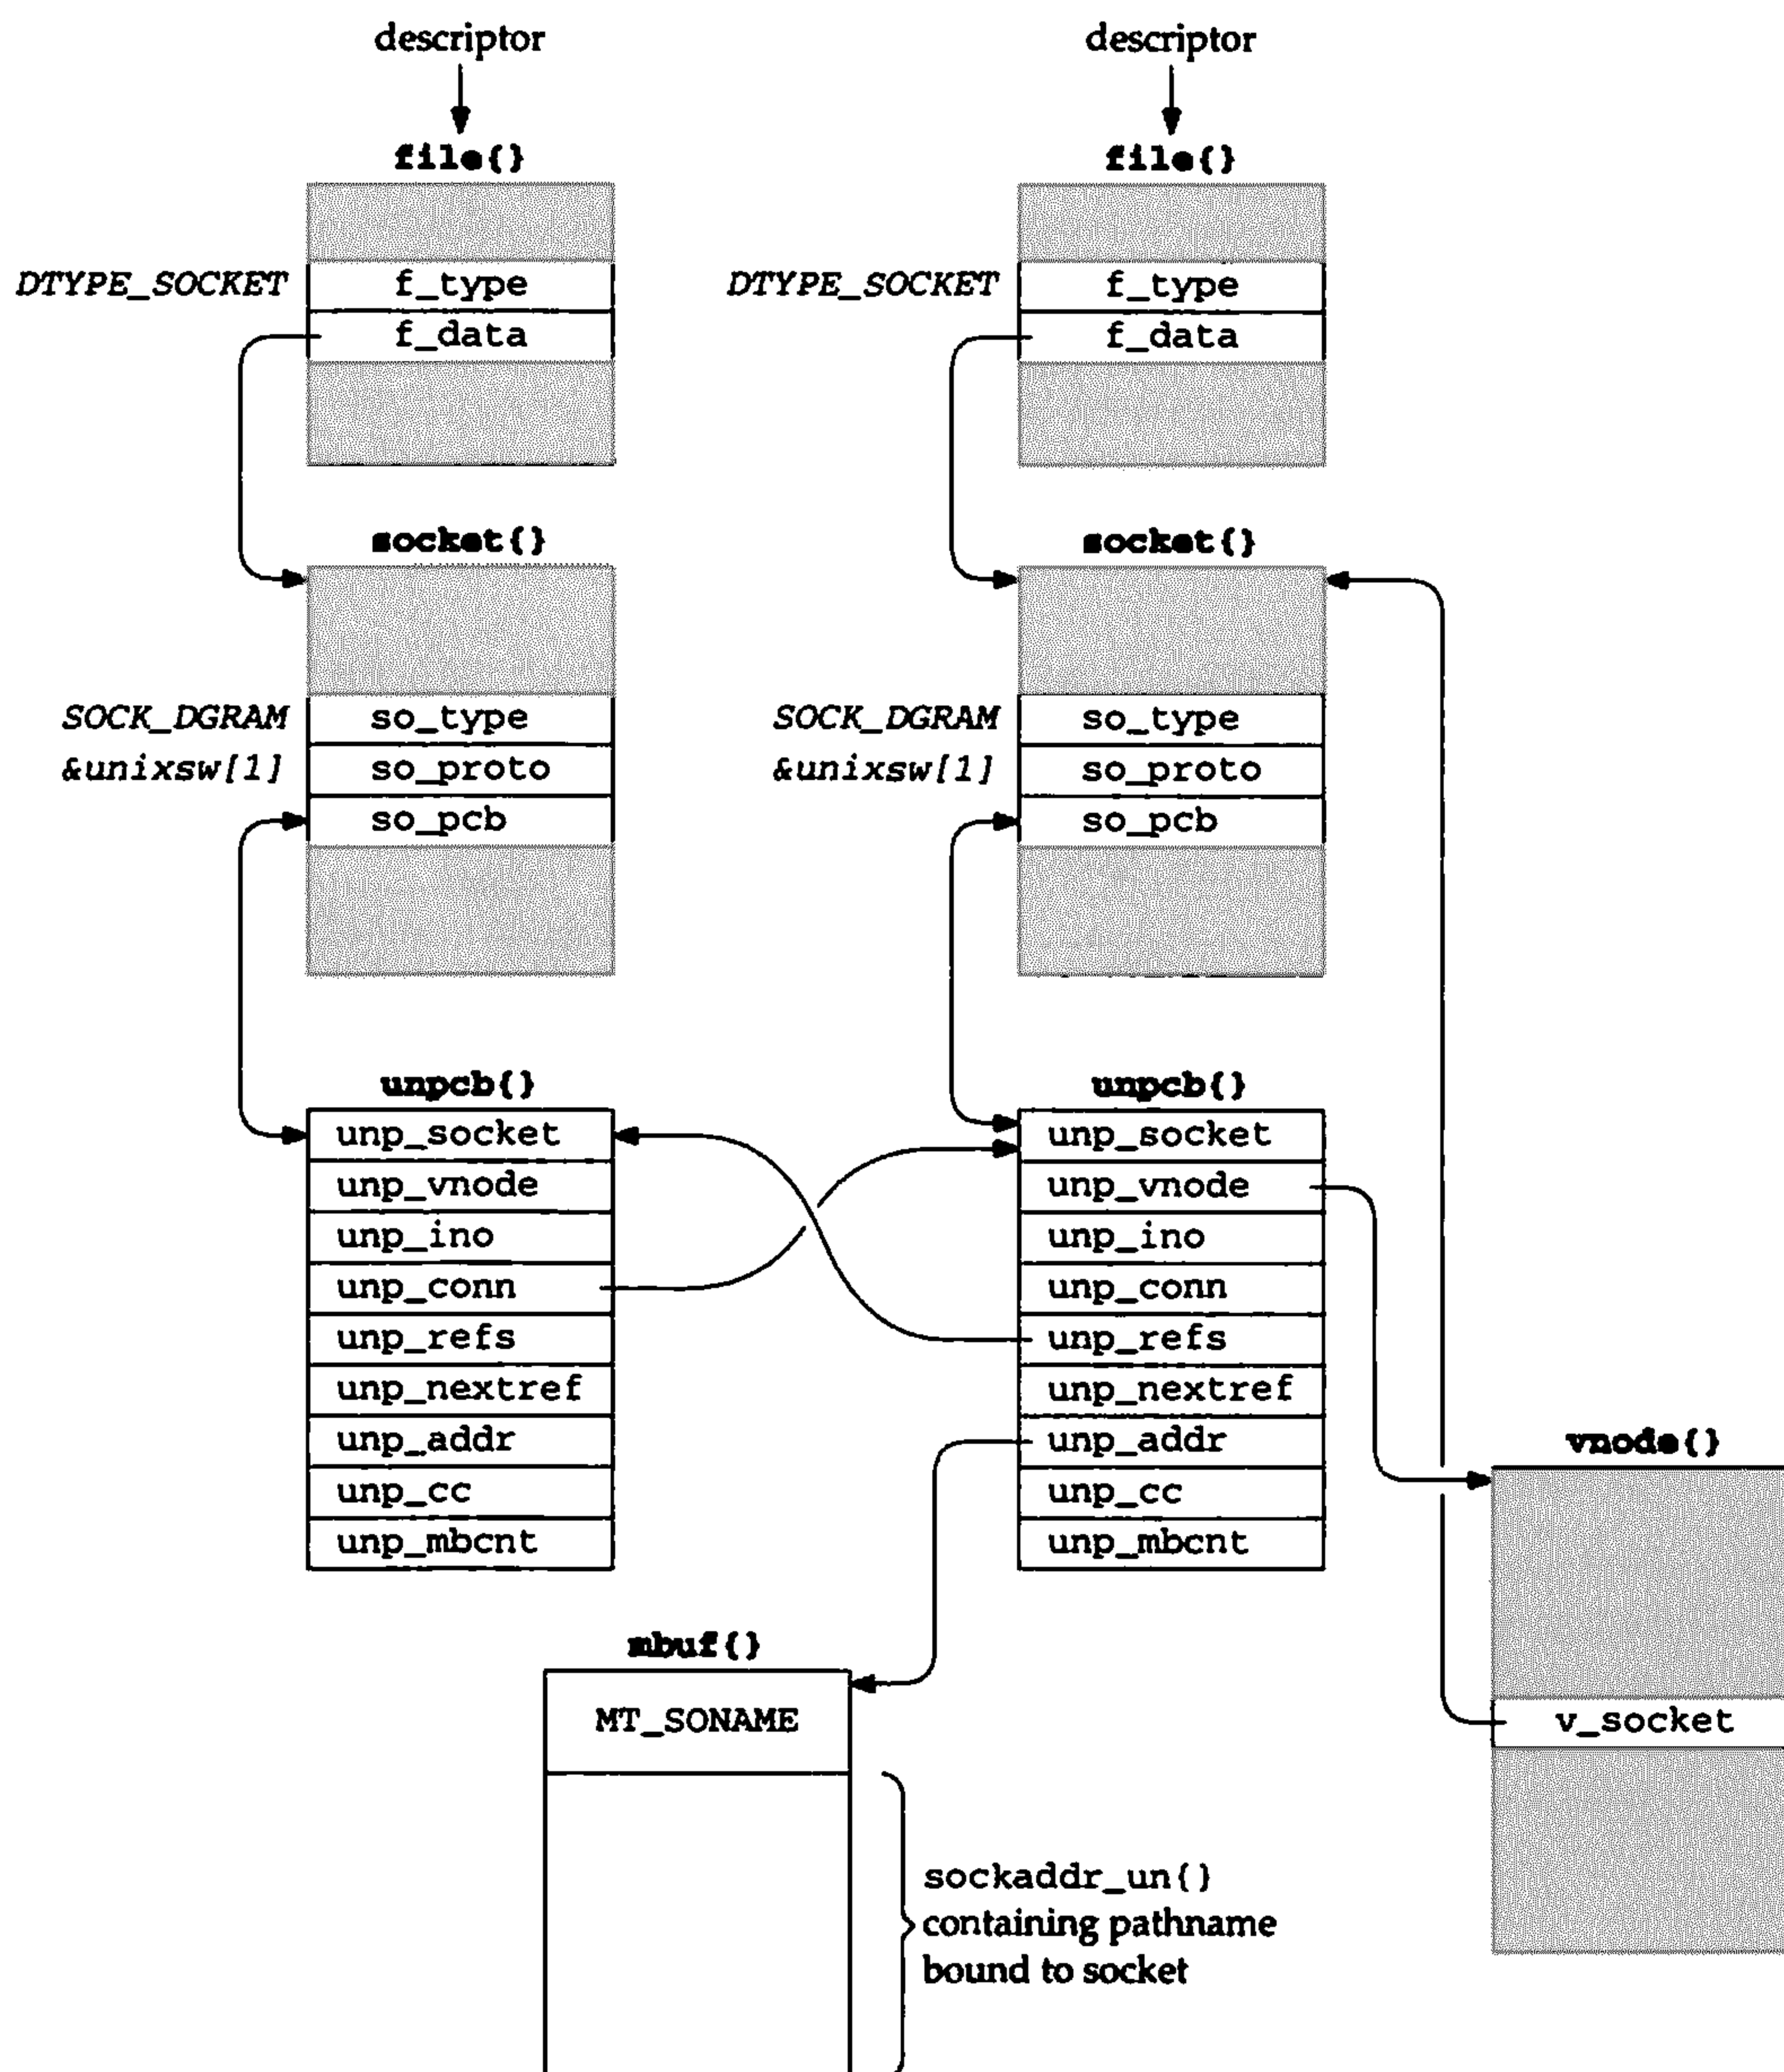 descriptor
descriptor
file{}
file{}
DTYPE_SOCKET
f_type
DTYPE_SOCKET
f_type
f_data
f_data
socket{}
socket{}
SOCK_DGRAM
so_type
SOCK_DGRAM
so_type
&unixsw[1]
so_proto
&unixsw[1]
so_proto
so_pcb
so_pcb
unpcb{}
unpcb{}
unp_socket
unp_socket
unp_vnode
unp_vnode
unp_ino
unp_ino
unp_conn
unp_conn
unp_refs
unp_refs
unp_nextref
unp_nextref
unp_addr
unp_addr
vnode{}
unp_cc
unp_cc
unp_mbcnt
unp_mbcnt
mbuf{}
MT_SONAME
v_socket
sockaddr_un{}
containing pathname
bound to socket